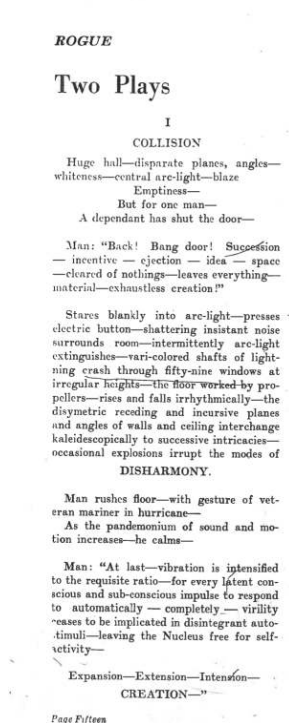 ROGUE
Two Plays
I
COLLISION
Huge hall—disparate planes, angles—
whiteness—central arc-light—blaze
Emptiness—
But for one man—
A dependant has shut the door—
Man: "Back! Bang door! Succession
— incentive — ejection — idea — space
—cleared of nothings—leaves everything—
material—exhaustless creation!"
Stares blankly into arc-light—presses
electric button—shattering insistant noise
surrounds room—intermittently arc-light
extinguishes—vari-colored shafts of light-
ning crash through fifty-nine windows at
irregular heights—the floor worked by pro-
pellers—rises and falls irrhythmically—the
disymetric receding and incursive planes
and angles of walls and ceiling interchange
kaleidescopically to successive intricacies—
occasional explosions irrupt the modes of
DISHARMONY.
Man rushes floor—with gesture of vet-
eran mariner in hurricane—
As the pandemonium of sound and mo-
tion increases—he calms—
Man: "At last—vibration is intensified
to the requisite ratio—for every latent con-
scious and sub-conscious impulse to respond
to automatically — completely — virility
ceases to be implicated in disintegrant auto-
stimuli—leaving the Nucleus free for self-
activity—
Expansion—Extension—Intension—
CREATION—"
Page Fifteen